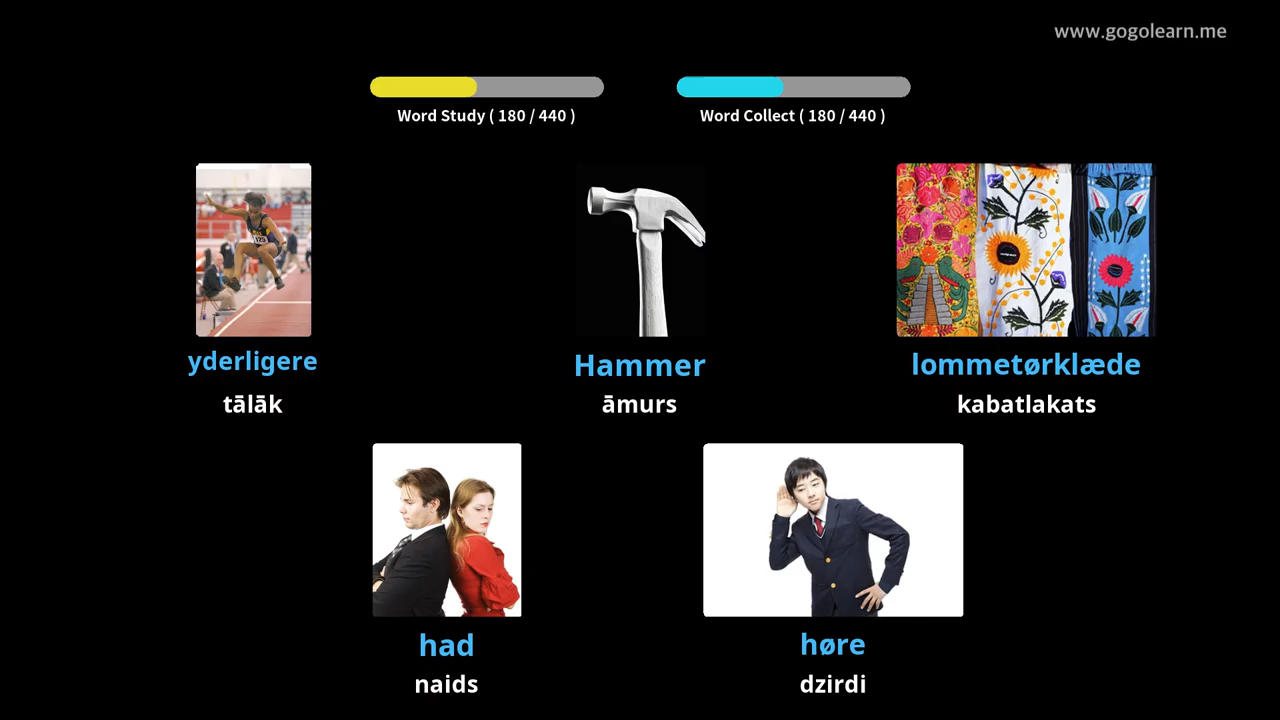 www.gogolearn.me
Word Study ( 180 / 440 )
Word Collect ( 180 / 440 )
yderligere
tālāk
Hammer
āmurs
lommetørklæde
kabatlakats
had
naids
høre
dzirdi